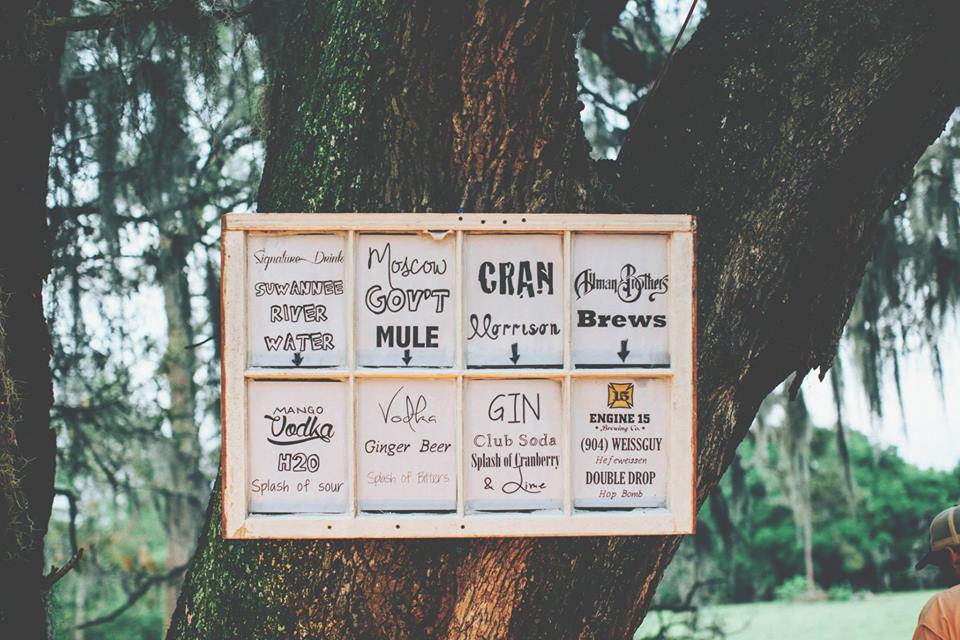 Signature Drink
SUWANNEE
RIVER
WATER
Moscow
GOV'T
MULE
CRAN
Morrison
Allman Brothers
Brews
MANGO
Vodka
H20
Splash of sour
Vodka
Ginger Beer
Splash of Bitters
GIN
Club Soda
Splash of Cranberry
& Lime
15
ENGINE 15
Brewing Co.
(904) WEISSGUY
Hefeweissen
DOUBLE DROP
Hop Bomb